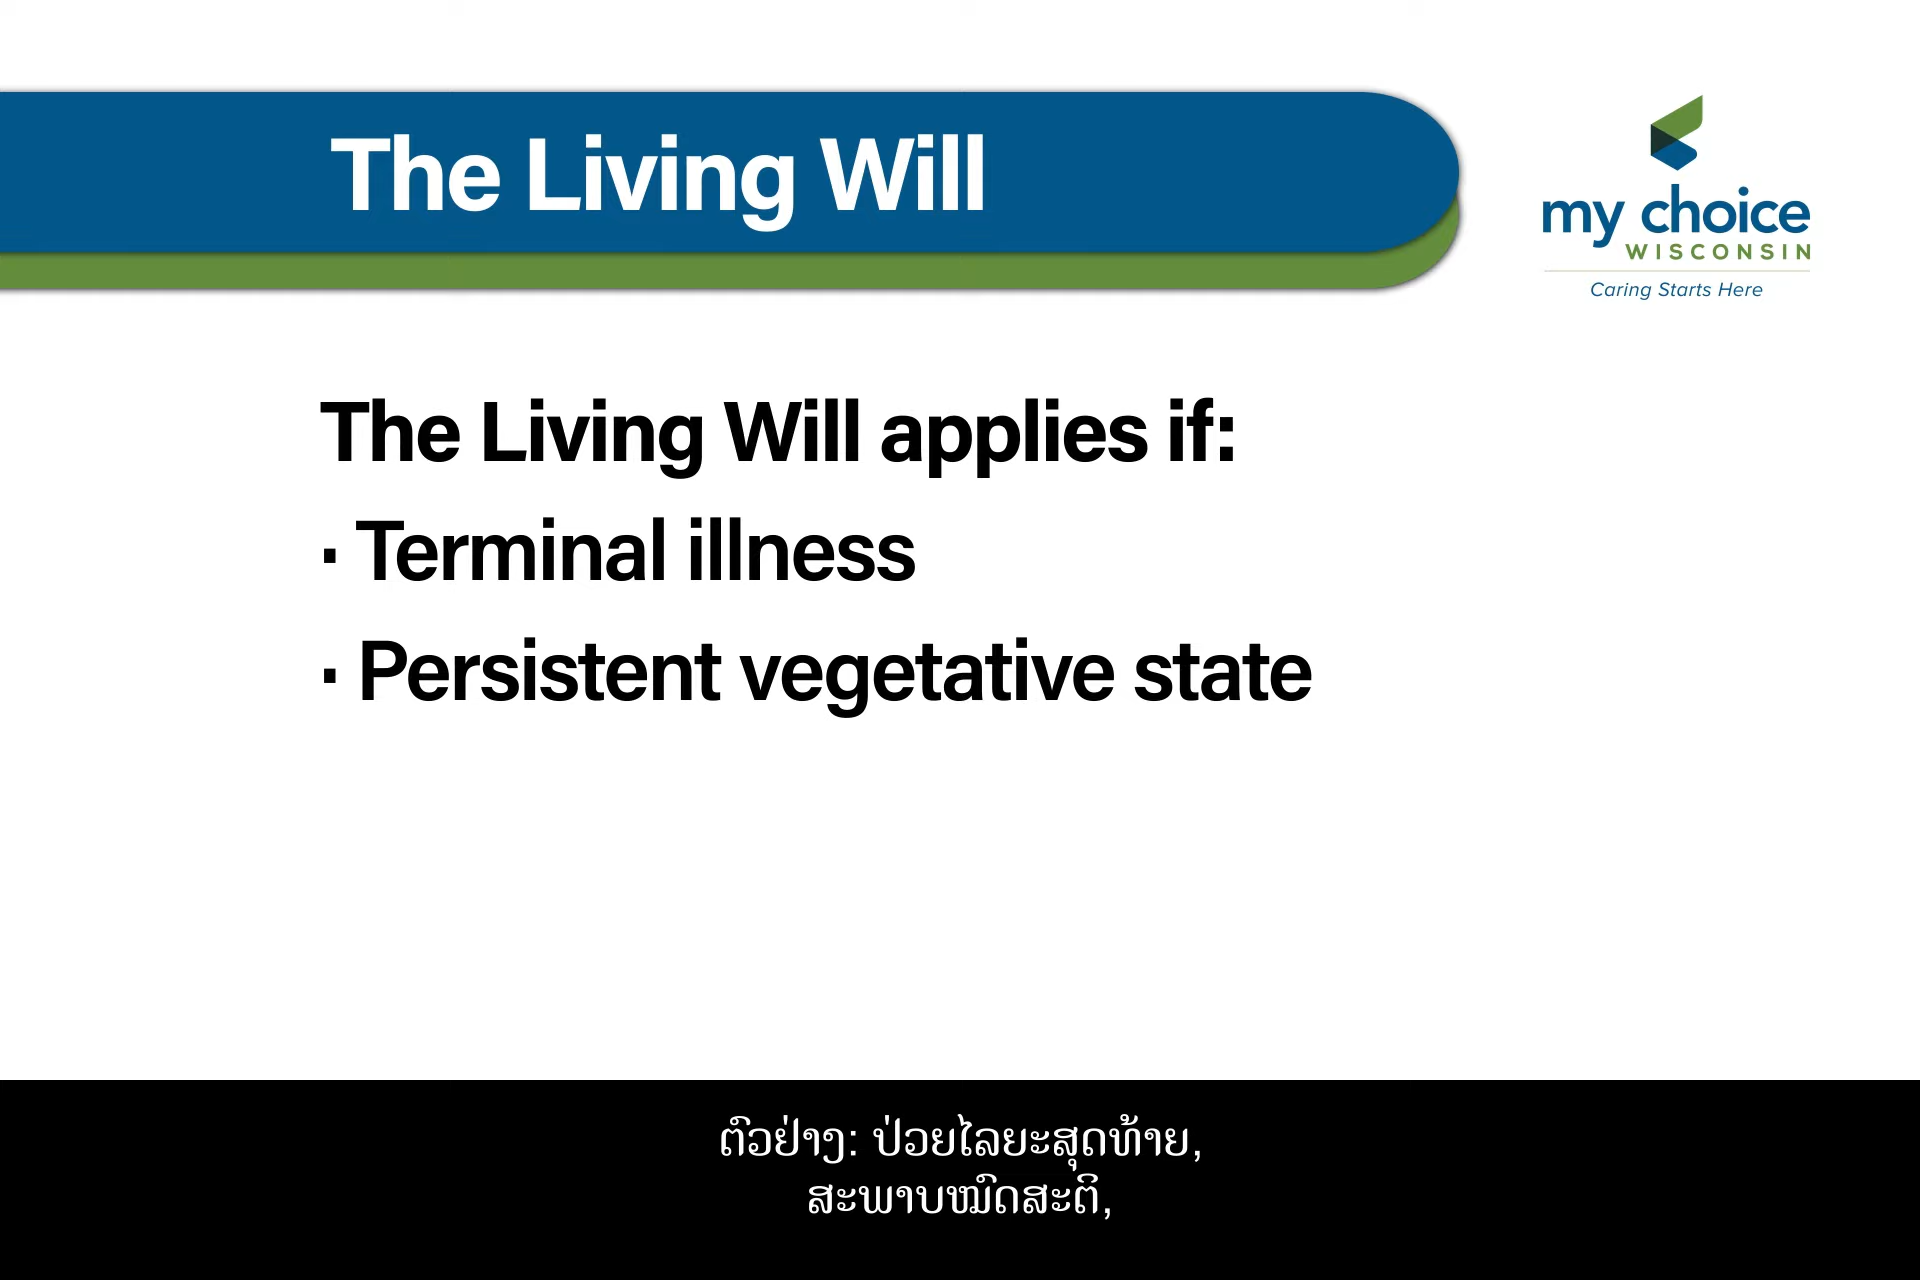 The Living Will
my choice
WISCONSIN
Caring Starts Here
The Living Will applies if:
· Terminal illness
· Persistent vegetative state
ຕົວຢ່າງ: ປ່ວຍໄລຍະສຸດທ້າຍ,
ສະພາບໝົດສະຕິ,